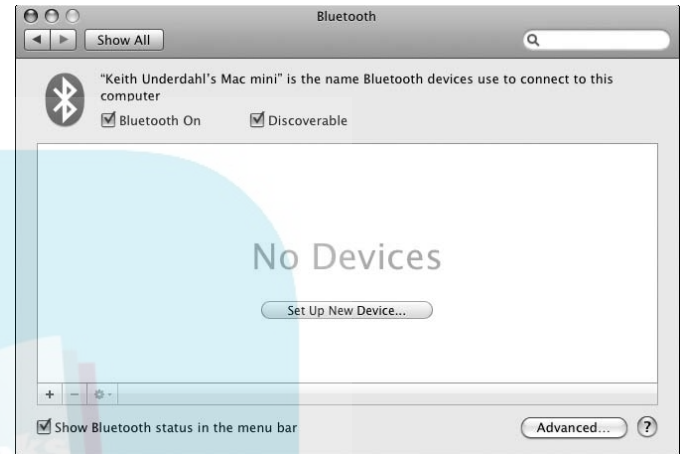 Bluetooth
Show All
"Keith Underdahl's Mac mini" is the name Bluetooth devices use to connect to this
computer
Bluetooth On Discoverable
No Devices
Set Up New Device...
+ -
Show Bluetooth status in the menu bar
Advanced... ?